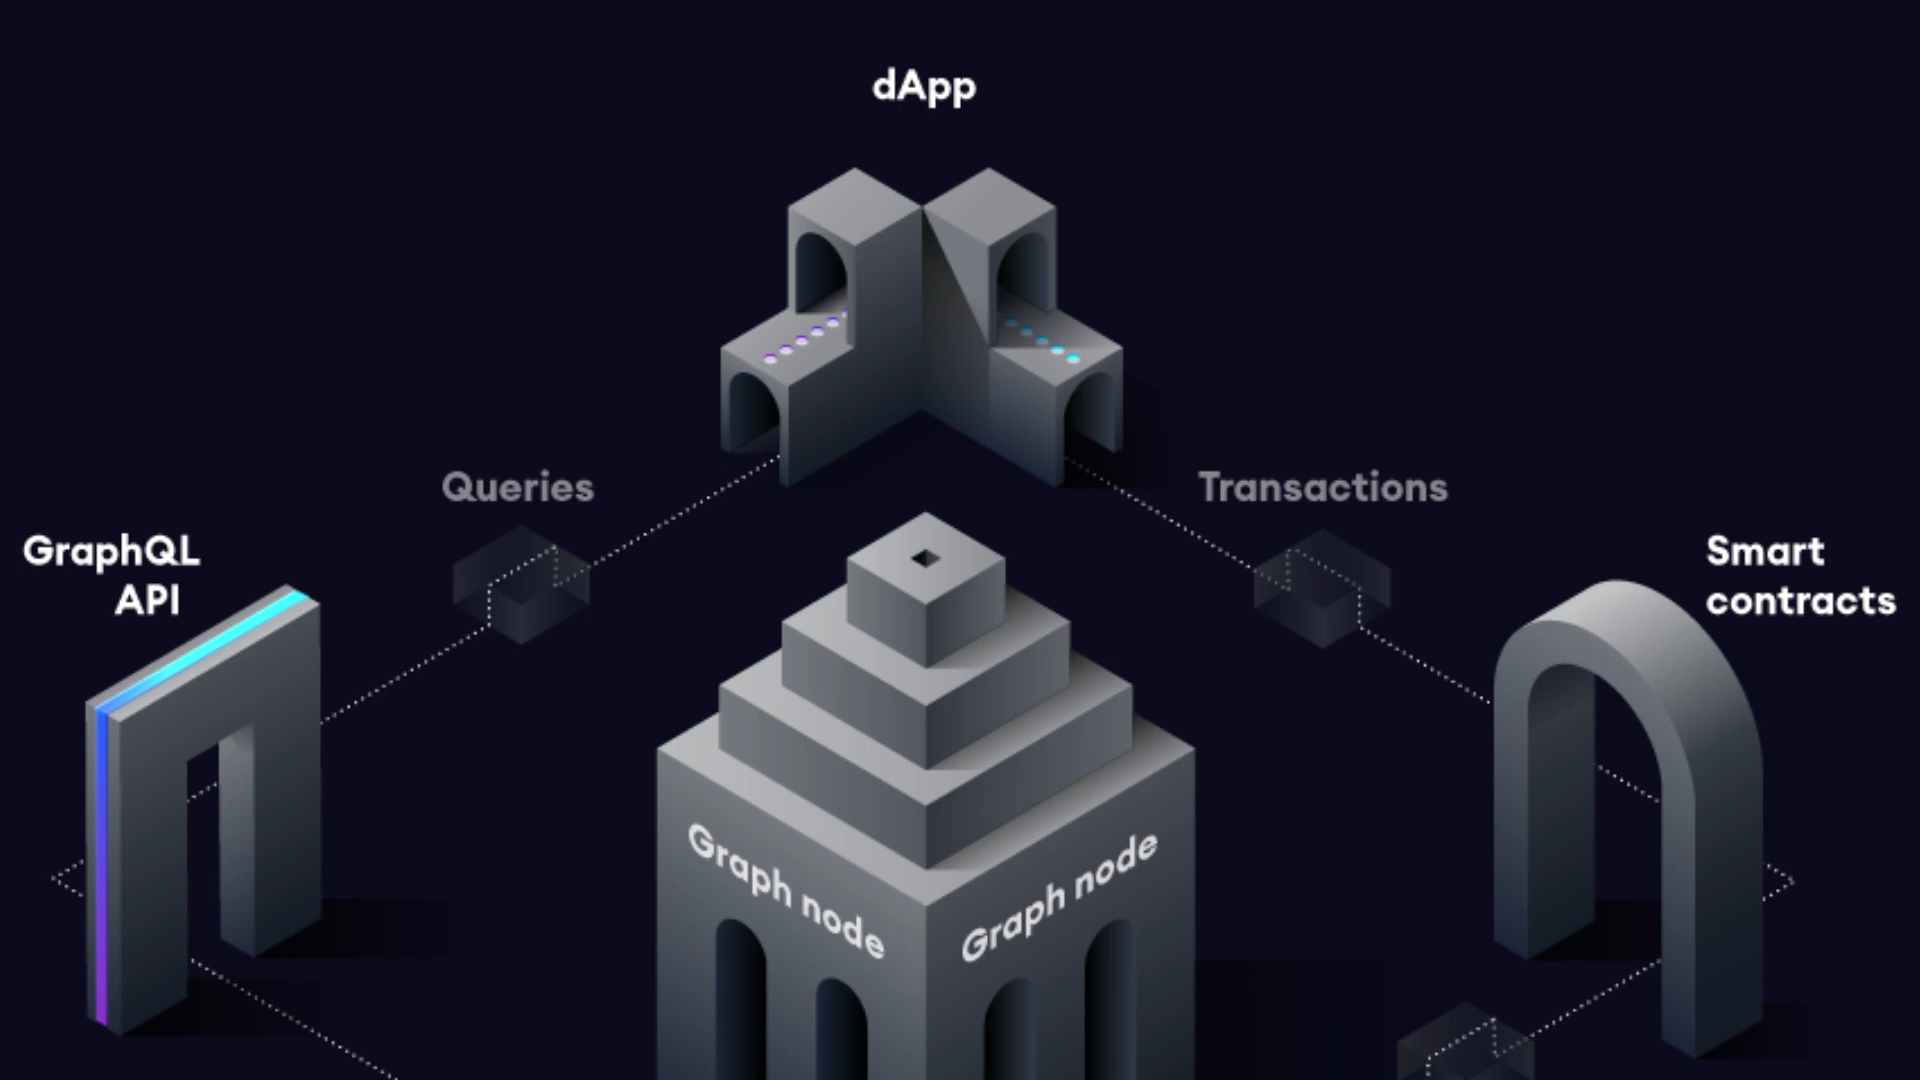 dApp
Queries
Transactions
GraphQL
API
Smart
contracts
Graph node
Graph node